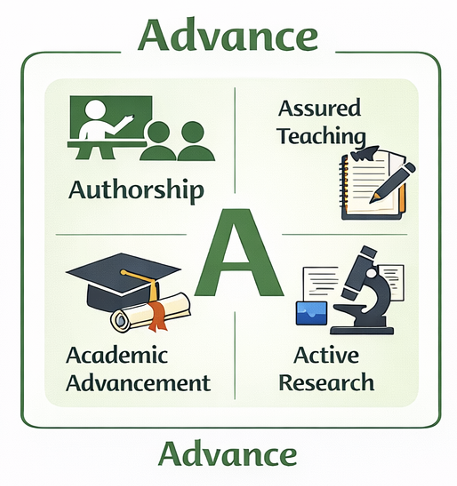 Advance
Authorship
Assured
Teaching
A
Academic
Advancement
Active
Research
Advance